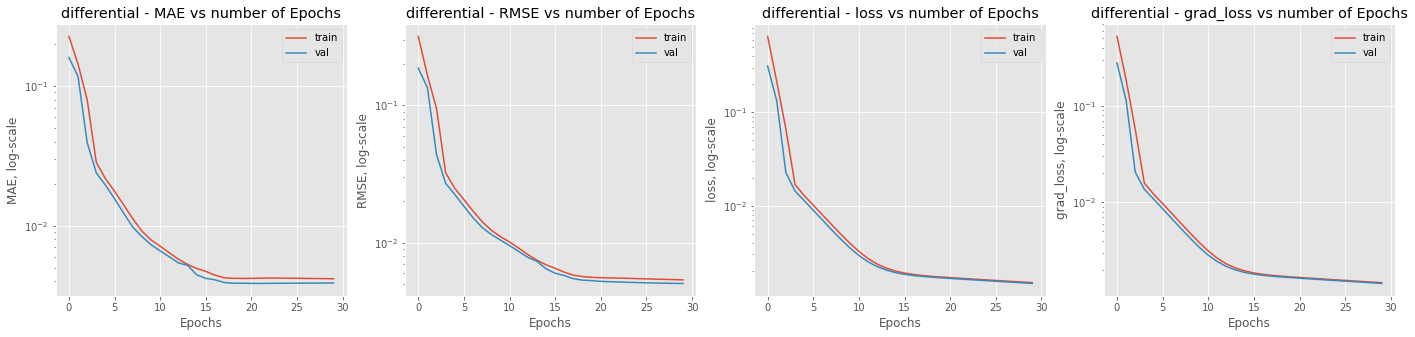 differential - MAE vs number of Epochs
train
val
10⁻¹
10⁻²
MAE, log-scale
0 5 10 15 20 25 30
Epochs
differential - RMSE vs number of Epochs
train
val
10⁻¹
10⁻²
RMSE, log-scale
0 5 10 15 20 25 30
Epochs
differential - loss vs number of Epochs
train
val
10⁻¹
10⁻²
loss, log-scale
0 5 10 15 20 25 30
Epochs
differential - grad_loss vs number of Epochs
train
val
10⁻¹
10⁻²
grad_loss, log-scale
0 5 10 15 20 25 30
Epochs